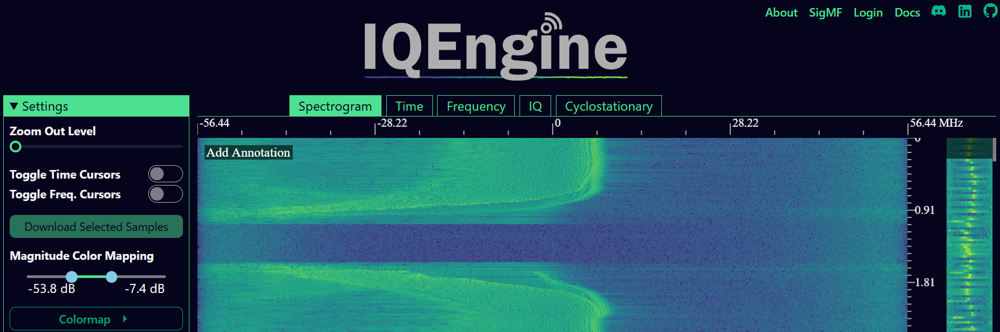 About SigMF Login Docs
IQEngine
▼ Settings
Spectrogram Time Frequency IQ Cyclostationary
-56.44 -28.22 0 28.22 56.44 MHz
Zoom Out Level
Add Annotation
0
Toggle Time Cursors
Toggle Freq. Cursors
0.91
Download Selected Samples
Magnitude Color Mapping
1.81
-53.8 dB -7.4 dB
Colormap